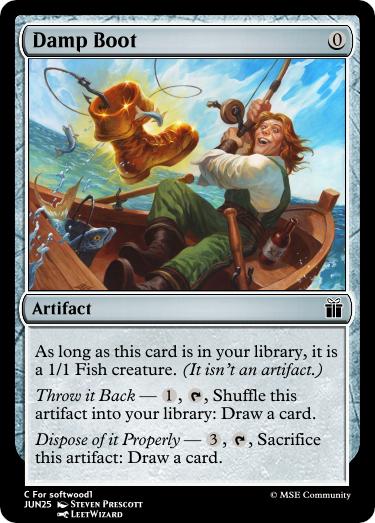 Damp Boot 0
Artifact
As long as this card is in your library, it is
a 1/1 Fish creature. (It isn't an artifact.)
Throw it Back — 1, , Shuffle this
artifact into your library: Draw a card.
Dispose of it Properly — 3, , Sacrifice
this artifact: Draw a card.
C For softwood1
JUN25 Steven Prescott
LeetWizard
© MSE Community